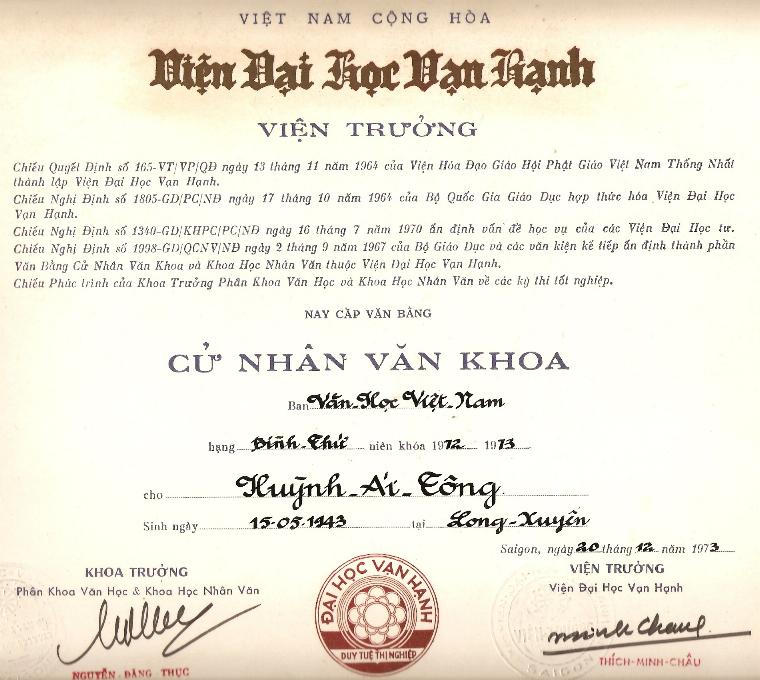 VIỆT NAM CỘNG HÒA
Viện Đại Học Vạn Hạnh
VIỆN TRƯỞNG
Chiếu Quyết Định số 165-VT/VP/QĐ ngày 13 tháng 11 năm 1964 của Viện Hóa Đạo Giáo Hội Phật Giáo Việt Nam Thống Nhất
thành lập Viện Đại Học Vạn Hạnh.
Chiếu Nghị Định số 1805-GD/PC/NĐ ngày 17 tháng 10 năm 1964 của Bộ Quốc Gia Giáo Dục hợp thức hóa Viện Đại Học
Vạn Hạnh.
Chiếu Nghị Định số 1340-GD/KHPC/PC/NĐ ngày 16 tháng 7 năm 1970 ấn định vấn đề học vụ của các Viện Đại Học tư.
Chiếu Nghị Định số 1998-GD/QCNV/NĐ ngày 2 tháng 9 năm 1967 của Bộ Giáo Dục và các văn kiện kế tiếp ấn định thành phần
Văn Bằng Cử Nhân Văn Khoa và Khoa Học Nhân Văn thuộc Viện Đại Học Vạn Hạnh.
Chiếu Phúc trình của Khoa Trưởng Phân Khoa Văn Học và Khoa Học Nhân Văn về các kỳ thi tốt nghiệp.
NAY CẤP VĂN BẰNG
CỬ NHÂN VĂN KHOA
Ban Văn-Học Việt-Nam
hạng Bình-Thứ niên khóa 1972 1973
cho Huỳnh-Ái-Tông
Sinh ngày 15-05-1943 tại Long-Xuyên
Saigon, ngày 20 tháng 12 năm 1973
KHOA TRƯỞNG
Phân Khoa Văn Học & Khoa Học Nhân Văn
NGUYỄN-ĐĂNG THỤC
ĐẠI HỌC VẠN HẠNH
DUY TUỆ THỊ NGHIỆP
VIỆN TRƯỞNG
Viện Đại Học Vạn Hạnh
minh Chau
THÍCH-MINH-CHÂU
SAIGON